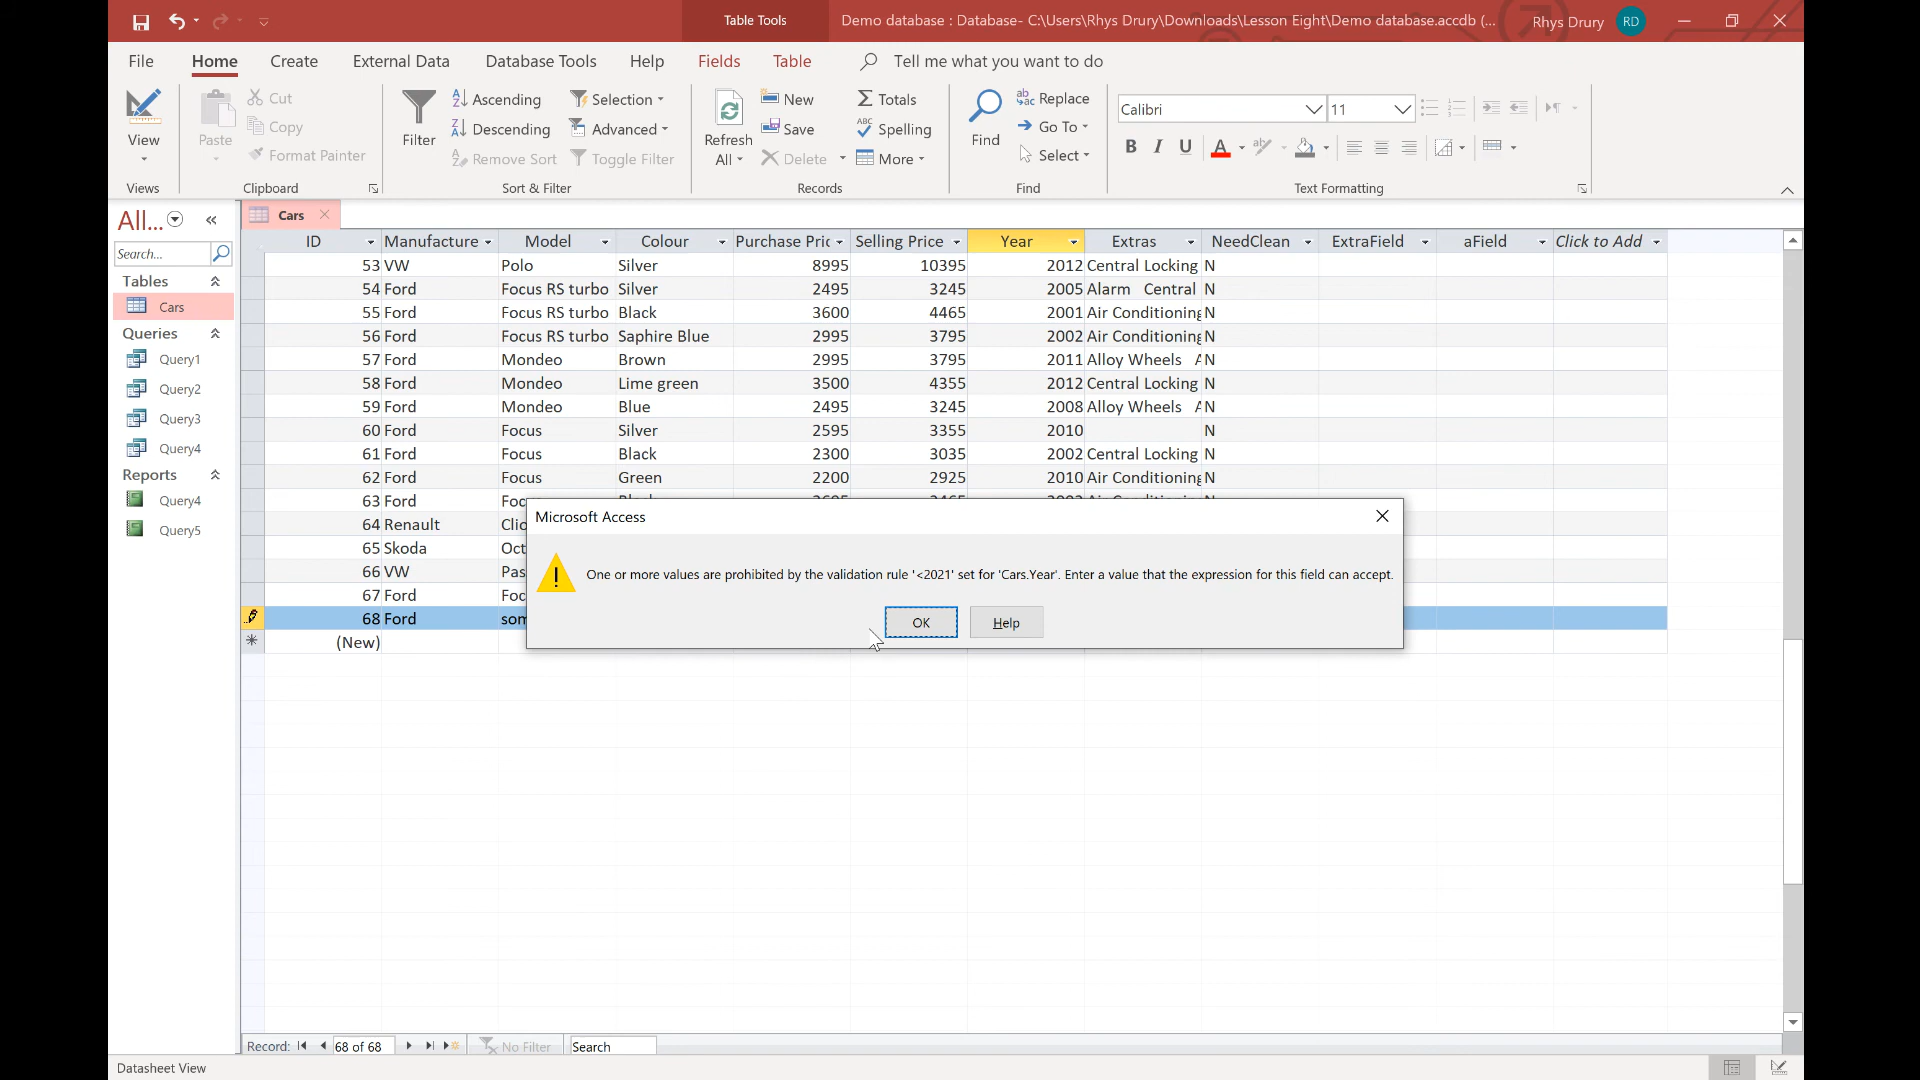 Table Tools
Demo database : Database- C:\Users\Rhys Drury\Downloads\Lesson Eight\Demo database.accdb (...
Rhys Drury RD
File Home Create External Data Database Tools Help Fields Table Tell me what you want to do
View
Views
Paste
Cut
Copy
Format Painter
Clipboard
Filter
Ascending
Descending
Remove Sort
Selection
Advanced
Toggle Filter
Sort & Filter
Refresh
All
New
Save
Delete
Totals
Spelling
More
Records
Find
Replace
Go To
Select
Find
Calibri 11
B I U A
Text Formatting
All... «
Search...
Tables
Cars
Queries
Query1
Query2
Query3
Query4
Reports
Query4
Query5
Cars
ID Manufacture Model Colour Purchase Pric Selling Price Year Extras NeedClean ExtraField aField Click to Add
53 VW Polo Silver 8995 10395 2012 Central Locking N
54 Ford Focus RS turbo Silver 2495 3245 2005 Alarm Central N
55 Ford Focus RS turbo Black 3600 4465 2001 Air Conditioning N
56 Ford Focus RS turbo Saphire Blue 2995 3795 2002 Air Conditioning N
57 Ford Mondeo Brown 2995 3795 2011 Alloy Wheels A N
58 Ford Mondeo Lime green 3500 4355 2012 Central Locking N
59 Ford Mondeo Blue 2495 3245 2008 Alloy Wheels A N
60 Ford Focus Silver 2595 3355 2010 N
61 Ford Focus Black 2300 3035 2002 Central Locking N
62 Ford Focus Green 2200 2925 2010 Air Conditioning N
63 Ford Foc
64 Renault Clio
65 Skoda Oct
66 VW Pas
67 Ford Foc
68 Ford som
(New)
Microsoft Access
One or more values are prohibited by the validation rule '<2021' set for 'Cars.Year'. Enter a value that the expression for this field can accept.
OK Help
Record: 68 of 68 No Filter Search
Datasheet View